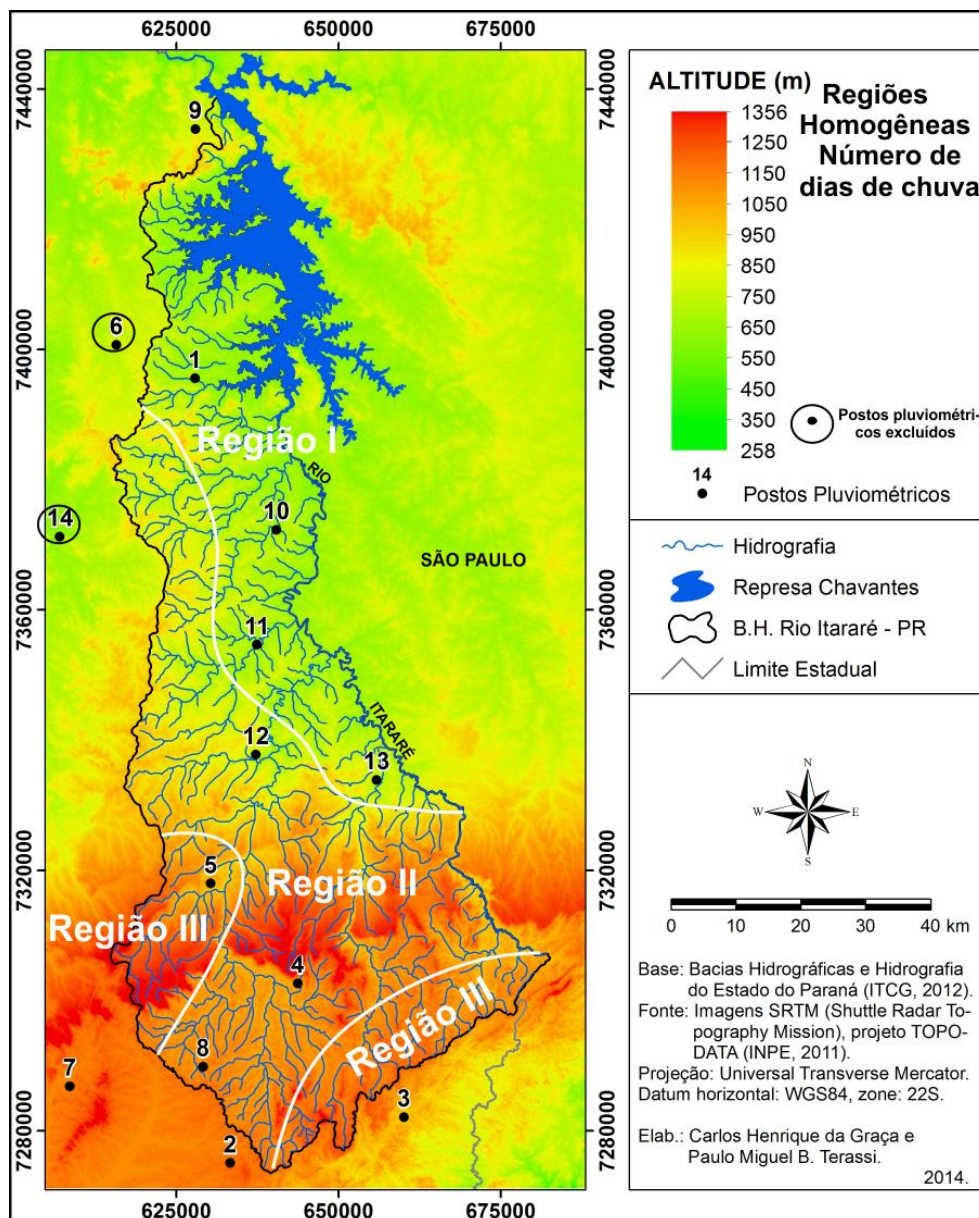 625000 650000 675000
7440000
7400000
7360000
7320000
7280000
9
6
1
Região I
RIO
10
14
SÃO PAULO
11
ITARARÉ
12
13
5
Região II
Região III
4
Região III
8
7
3
2
7440000
7400000
7360000
7320000
7280000
625000 650000 675000
ALTITUDE (m)
1356
1250
1150
1050
950
850
750
650
550
450
350
258
Regiões
Homogêneas
Número de
dias de chuva
Postos pluviométri-
cos excluídos
14
Postos Pluviométricos
Hidrografia
Represa Chavantes
B.H. Rio Itararé - PR
Limite Estadual
N
W E
S
0 10 20 30 40 km
Base: Bacias Hidrográficas e Hidrografia
do Estado do Paraná (ITCG, 2012).
Fonte: Imagens SRTM (Shuttle Radar To-
pography Mission), projeto TOPO-
DATA (INPE, 2011).
Projeção: Universal Transverse Mercator.
Datum horizontal: WGS84, zone: 22S.
Elab.: Carlos Henrique da Graça e
Paulo Miguel B. Terassi.
2014.